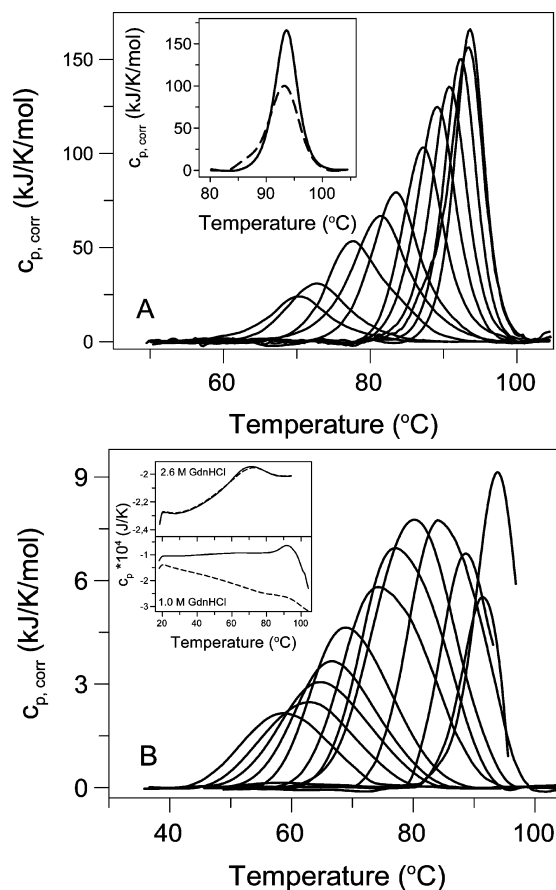 150
100
50
0
c_p, corr (kJ/K/mol)
A
60 80 100
Temperature (°C)
150
100
50
0
c_p, corr (kJ/K/mol)
80 90 100
Temperature (°C)
9
6
3
0
c_p, corr (kJ/K/mol)
B
40 60 80 100
Temperature (°C)
2.6 M GdnHCl
-2
-2,2
-2,4
-1
-2
-3
c_p *10⁴ (J/K)
1.0 M GdnHCl
20 40 60 80 100
Temperature (°C)